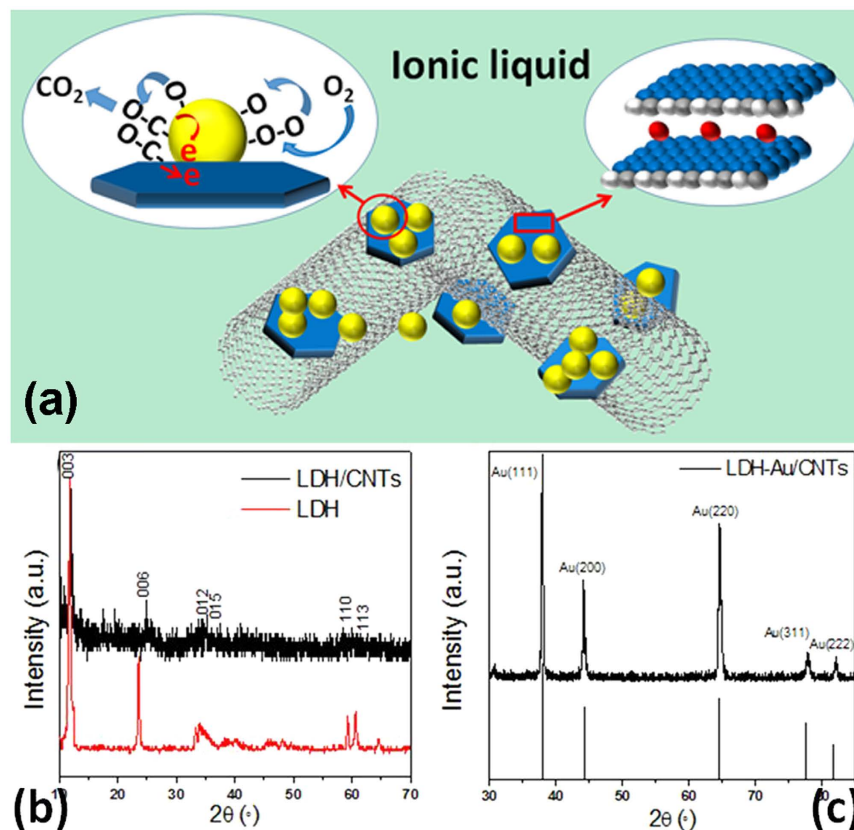 Ionic liquid
CO₂
O
O
O
O₂
O-C
-O-O
O-C
e
e
(a)
003
LDH/CNTs
LDH
006
012
015
110
113
Intensity (a.u.)
10 20 30 40 50 60 70
2θ (°)
(b)
LDH-Au/CNTs
Au(111)
Au(200)
Au(220)
Au(311)
Au(222)
Intensity (a.u.)
30 40 50 60 70 80
2θ (°)
(c)